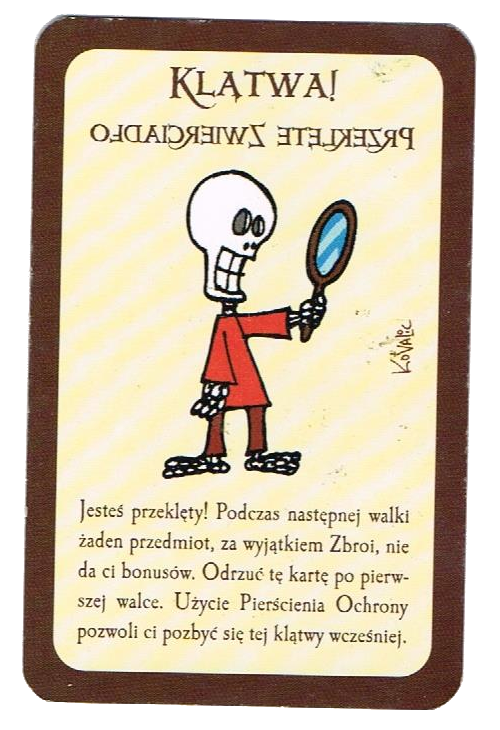 KLĄTWA!
PRZEKLĘTE ZWIERCIADŁO
KOVALIC
Jesteś przeklęty! Podczas następnej walki
żaden przedmiot, za wyjątkiem Zbroi, nie
da ci bonusów. Odrzuć tę kartę po pierw-
szej walce. Użycie Pierścienia Ochrony
pozwoli ci pozbyć się tej klątwy wcześniej.